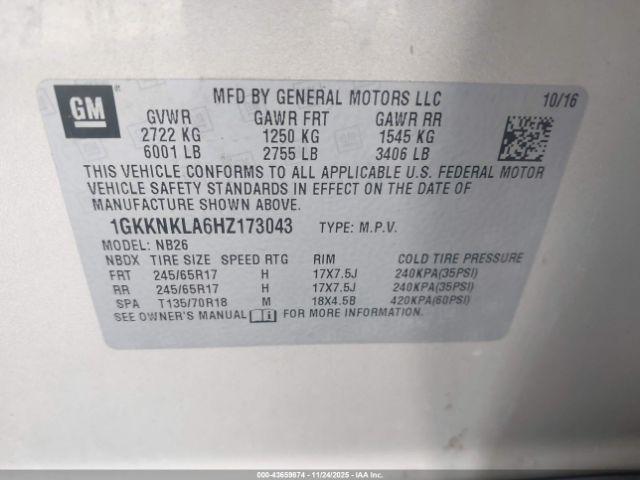 GM
MFD BY GENERAL MOTORS LLC 10/16
GVWR GAWR FRT GAWR RR
2722 KG 1250 KG 1545 KG
6001 LB 2755 LB 3406 LB
THIS VEHICLE CONFORMS TO ALL APPLICABLE U.S. FEDERAL MOTOR
VEHICLE SAFETY STANDARDS IN EFFECT ON THE DATE OF
MANUFACTURE SHOWN ABOVE.
1GKKNKLA6HZ173043 TYPE: M.P.V.
MODEL: NB26
NBDX TIRE SIZE SPEED RTG RIM COLD TIRE PRESSURE
FRT 245/65R17 H 17X7.5J 240KPA(35PSI)
RR 245/65R17 H 17X7.5J 240KPA(35PSI)
SPA T135/70R18 M 18X4.5B 420KPA(60PSI)
SEE OWNER'S MANUAL FOR MORE INFORMATION.
000-43659674 - 11/24/2025 - IAA Inc.